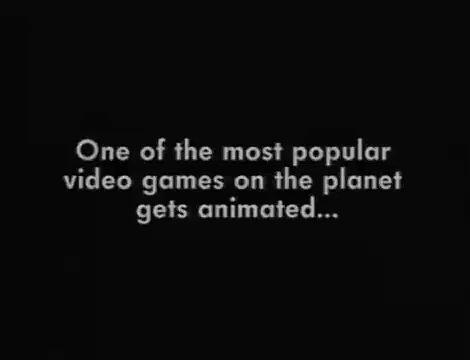 One of the most popular
video games on the planet
gets animated...